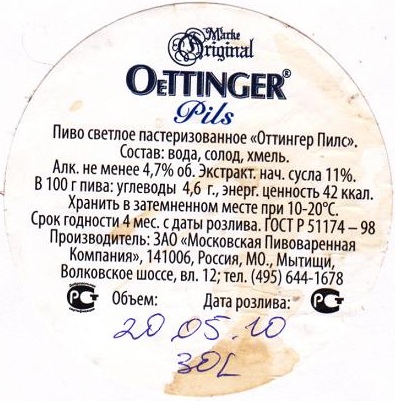 Marke
Original
OETTINGER®
Pils
Пиво светлое пастеризованное «Оттингер Пилс».
Состав: вода, солод, хмель.
Алк. не менее 4,7% об. Экстракт. нач. сусла 11%.
В 100 г пива: углеводы 4,6 г., энерг. ценность 42 ккал.
Хранить в затемненном месте при 10-20°С.
Срок годности 4 мес. с даты розлива. ГОСТ Р 51174 – 98
Производитель: ЗАО «Московская Пивоваренная
Компания», 141006, Россия, МО., Мытищи,
Волковское шоссе, вл. 12; тел. (495) 644-1678
Объем: Дата розлива:
20.05.10
30L